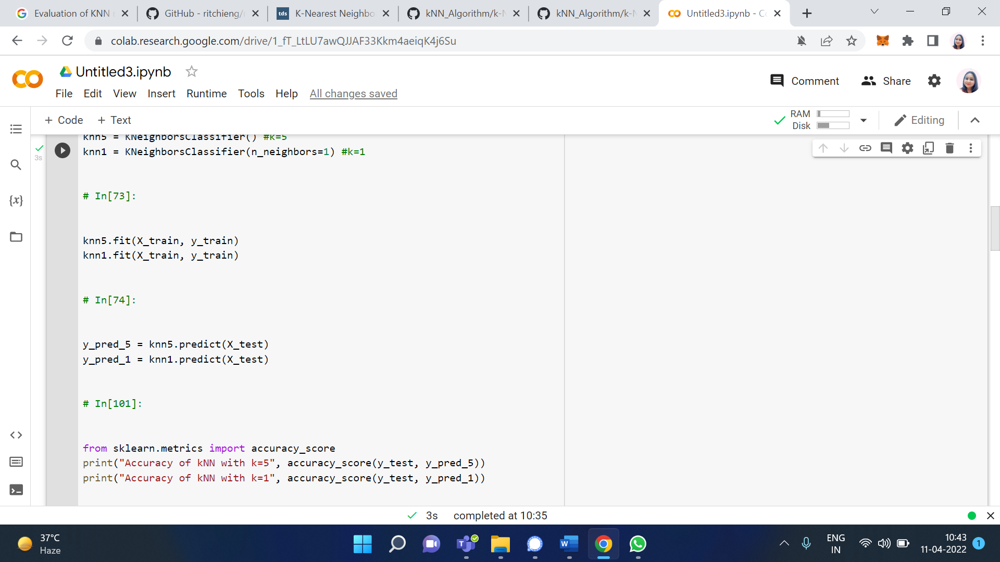 Evaluation of KNN
GitHub - ritchieng/
tds K-Nearest Neighbo
kNN_Algorithm/k-N
kNN_Algorithm/k-N
Untitled3.ipynb - Co
colab.research.google.com/drive/1_fT_LtLU7awQJJAF33Kkm4aeiqK4j6Su
Untitled3.ipynb
Comment
Share
File Edit View Insert Runtime Tools Help All changes saved
+ Code + Text
RAM
Disk
Editing
knn5 = KNeighborsClassifier() #k=5
3s
knn1 = KNeighborsClassifier(n_neighbors=1) #k=1
# In[73]:
knn5.fit(X_train, y_train)
knn1.fit(X_train, y_train)
# In[74]:
y_pred_5 = knn5.predict(X_test)
y_pred_1 = knn1.predict(X_test)
# In[101]:
from sklearn.metrics import accuracy_score
print("Accuracy of kNN with k=5", accuracy_score(y_test, y_pred_5))
print("Accuracy of kNN with k=1", accuracy_score(y_test, y_pred_1))
3s completed at 10:35
37°C
Haze
ENG
IN
10:43
11-04-2022
1